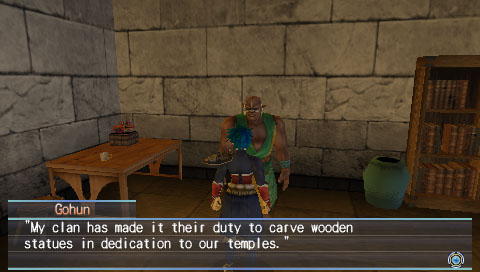 Gohun
"My clan has made it their duty to carve wooden
statues in dedication to our temples."